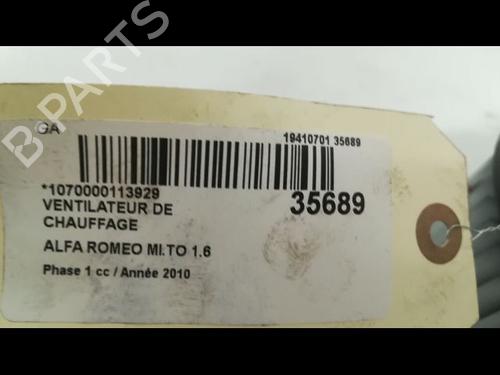 GA
19410701 35689
*1070000113929
35689
VENTILATEUR DE
CHAUFFAGE
ALFA ROMEO MI.TO 1.6
Phase 1 cc / Année 2010
B-PARTS